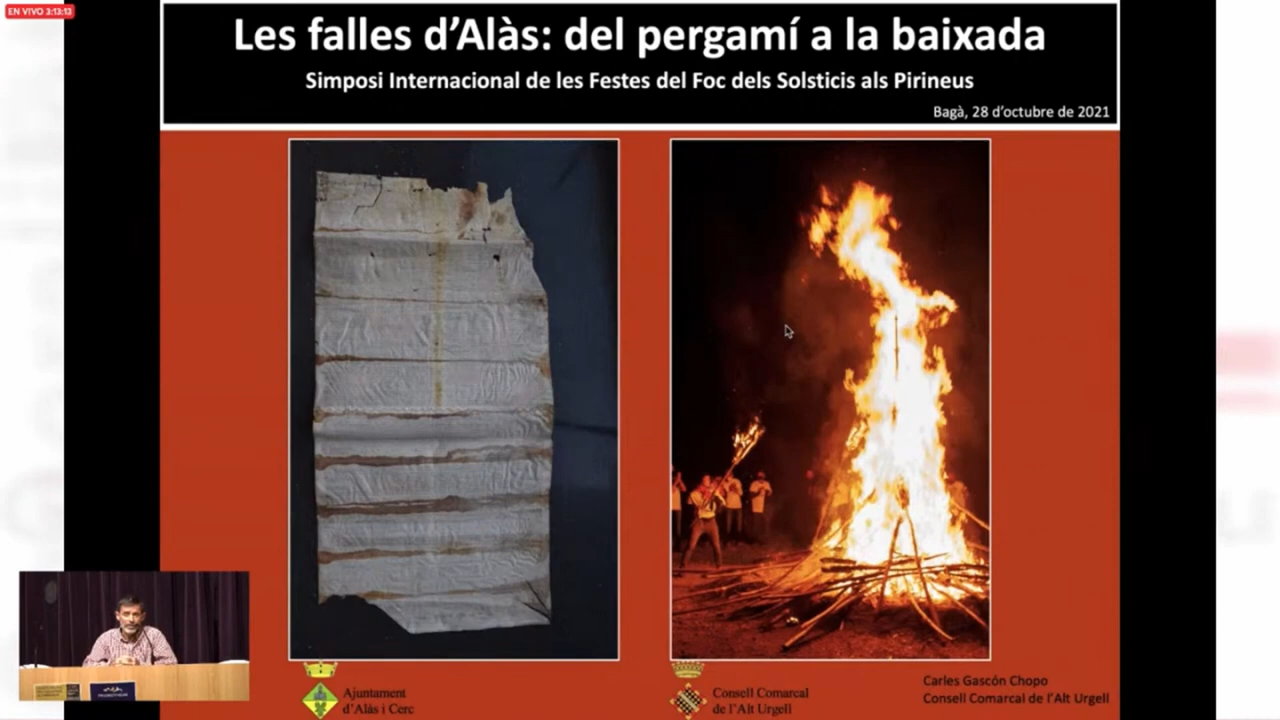 EN VIVO 3:13:13
Les falles d'Alàs: del pergamí a la baixada
Simposi Internacional de les Festes del Foc dels Solsticis als Pirineus
Bagà, 28 d'octubre de 2021
Ajuntament
d'Alàs i Cerc
Consell Comarcal
de l'Alt Urgell
Carles Gascón Chopo
Consell Comarcal de l'Alt Urgell